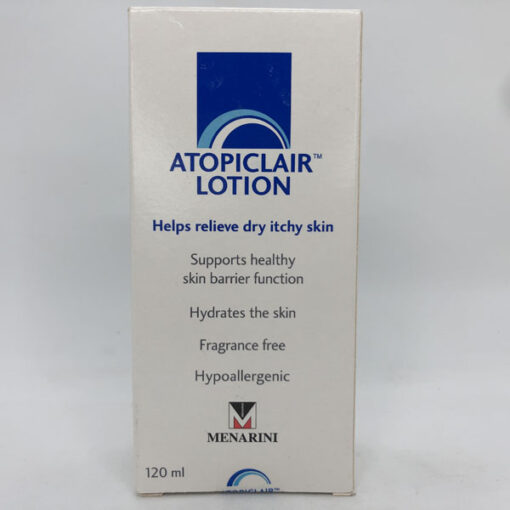 ATOPICLAIR™
LOTION
Helps relieve dry itchy skin
Supports healthy
skin barrier function
Hydrates the skin
Fragrance free
Hypoallergenic
MENARINI
120 ml
ATOPICLAIR